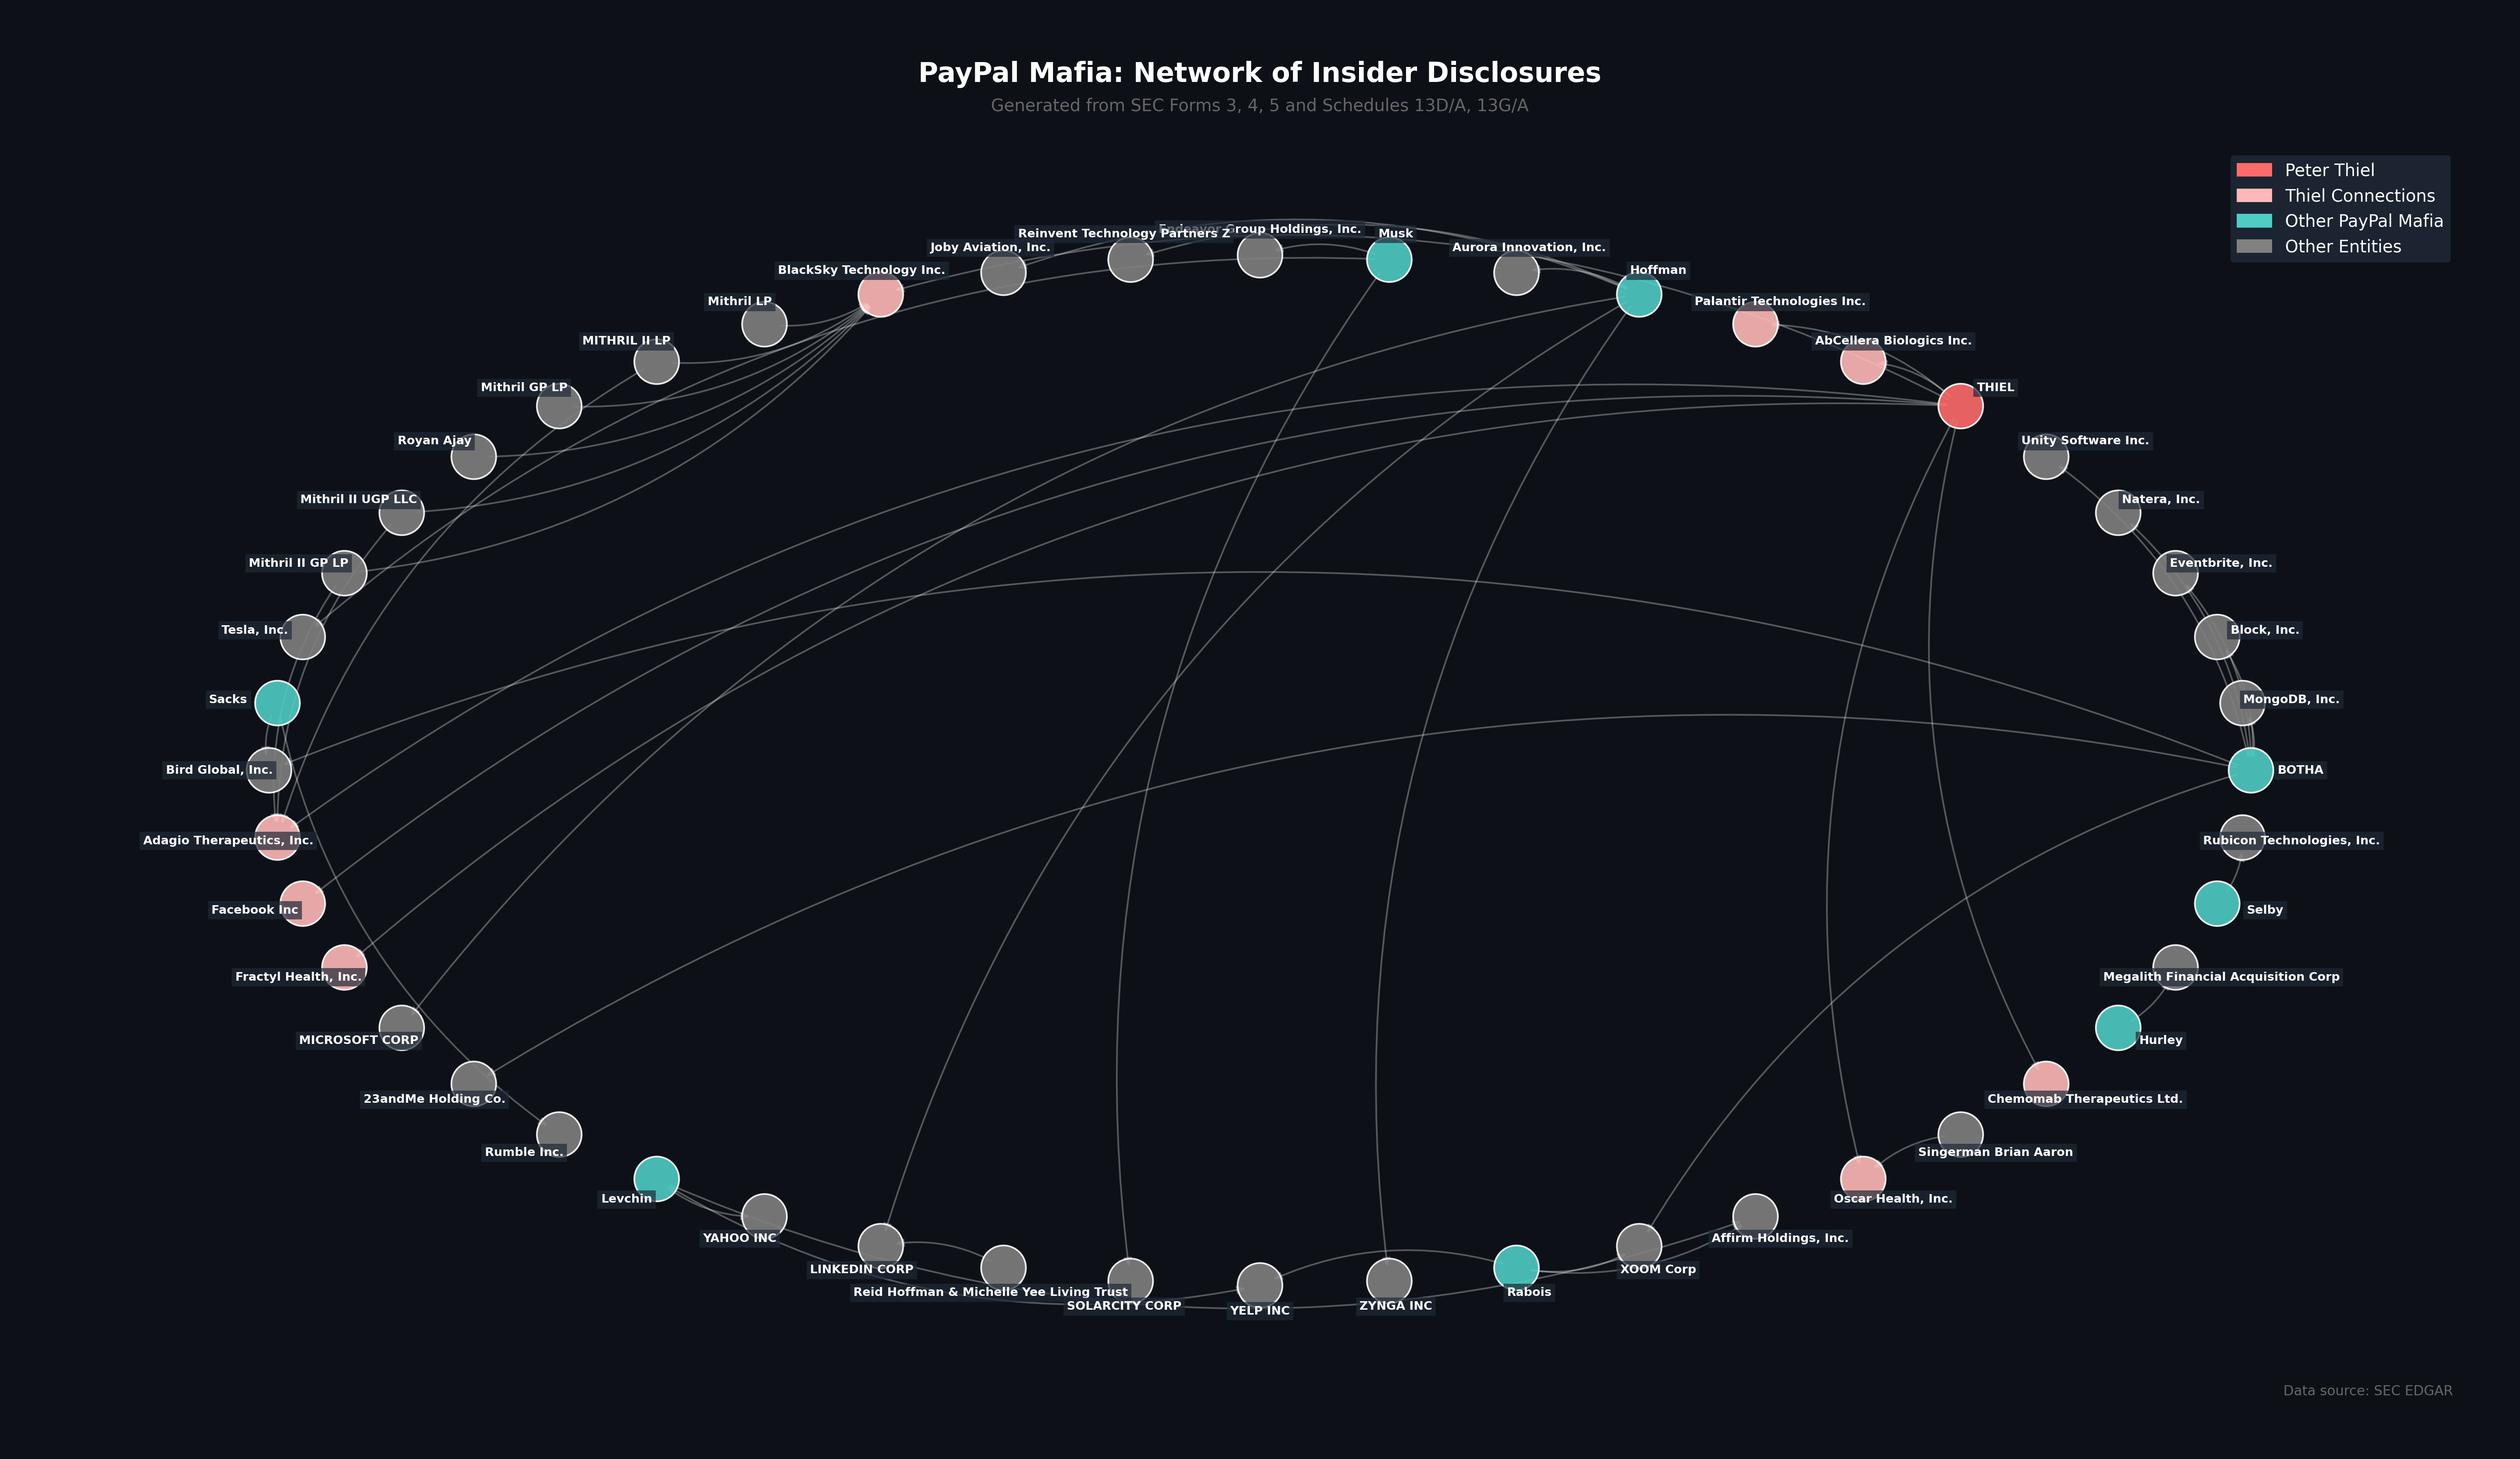 PayPal Mafia: Network of Insider Disclosures
Generated from SEC Forms 3, 4, 5 and Schedules 13D/A, 13G/A
Peter Thiel
Thiel Connections
Other PayPal Mafia
Other Entities
Reinvent Technology Partners Z
Group Holdings, Inc.
Musk
Joby Aviation, Inc.
Aurora Innovation, Inc.
BlackSky Technology Inc.
Hoffman
Mithril LP
Palantir Technologies Inc.
MITHRIL II LP
AbCellera Biologics Inc.
Mithril GP LP
THIEL
Royan Ajay
Unity Software Inc.
Mithril II UGP LLC
Natera, Inc.
Mithril II GP LP
Eventbrite, Inc.
Tesla, Inc.
Block, Inc.
Sacks
MongoDB, Inc.
Bird Global, Inc.
BOTHA
Adagio Therapeutics, Inc.
Rubicon Technologies, Inc.
Facebook Inc
Selby
Fractyl Health, Inc.
Megalith Financial Acquisition Corp
MICROSOFT CORP
Hurley
23andMe Holding Co.
Chemomab Therapeutics Ltd.
Rumble Inc.
Singerman Brian Aaron
Levchin
Oscar Health, Inc.
YAHOO INC
Affirm Holdings, Inc.
LINKEDIN CORP
XOOM Corp
Reid Hoffman & Michelle Yee Living Trust
Rabois
SOLARCITY CORP
YELP INC
ZYNGA INC
Data source: SEC EDGAR